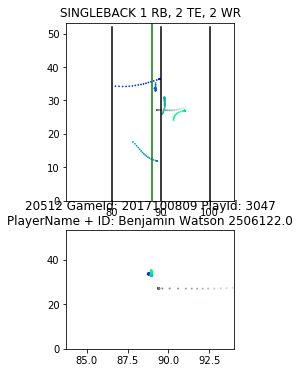 SINGLEBACK 1 RB, 2 TE, 2 WR
50
40
30
20
10
0
80 90 100
20512 GameId: 2017100809 PlayId: 3047
PlayerName + ID: Benjamin Watson 2506122.0
40
20
0
85.0 87.5 90.0 92.5